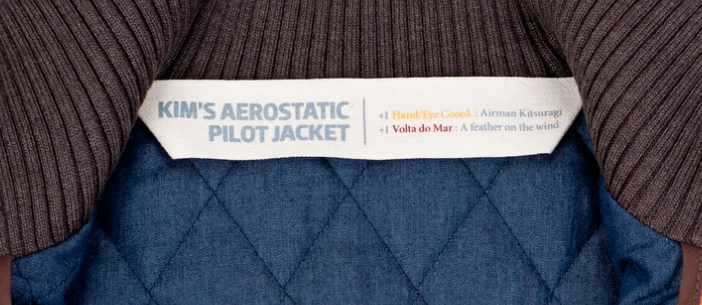 KIM'S AEROSTATIC
PILOT JACKET
+1 Hand/Eye Coord. : Airman Kitsuragi
+1 Volta do Mar : A feather on the wind